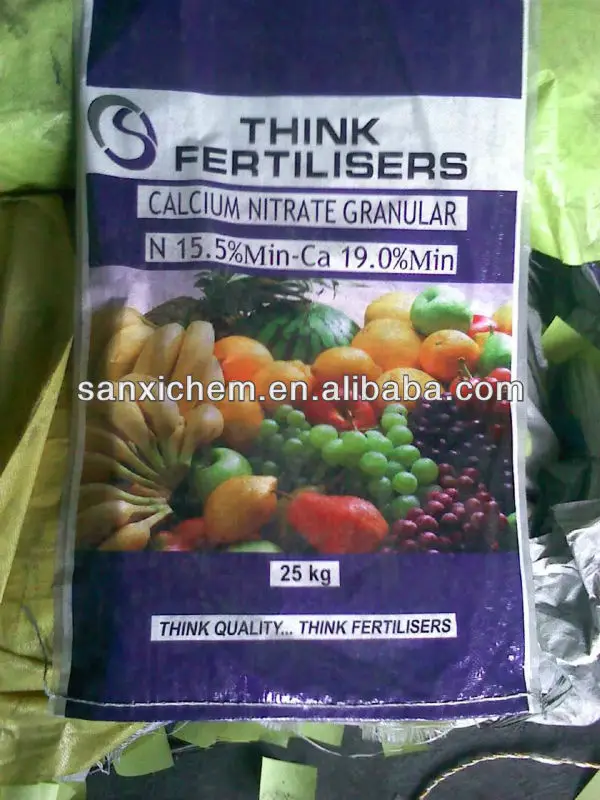 THINK
FERTILISERS
CALCIUM NITRATE GRANULAR
N 15.5%Min-Ca 19.0%Min
sanxichem.en.alibaba.com
25 kg
THINK QUALITY... THINK FERTILISERS